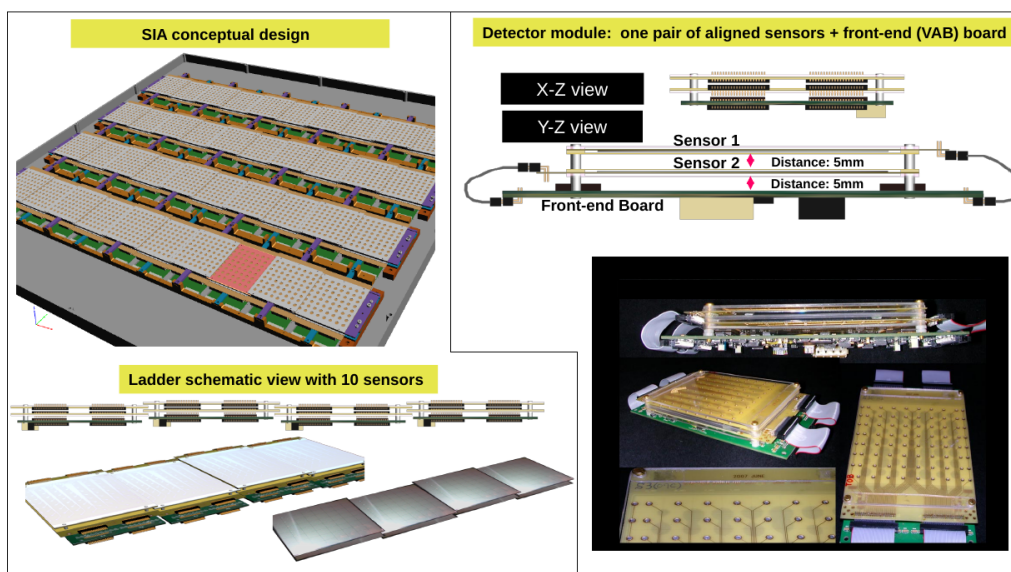 SIA conceptual design
Detector module: one pair of aligned sensors + front-end (VAB) board
X-Z view
Y-Z view
Sensor 1
Sensor 2
Distance: 5mm
Distance: 5mm
Front-end Board
Ladder schematic view with 10 sensors